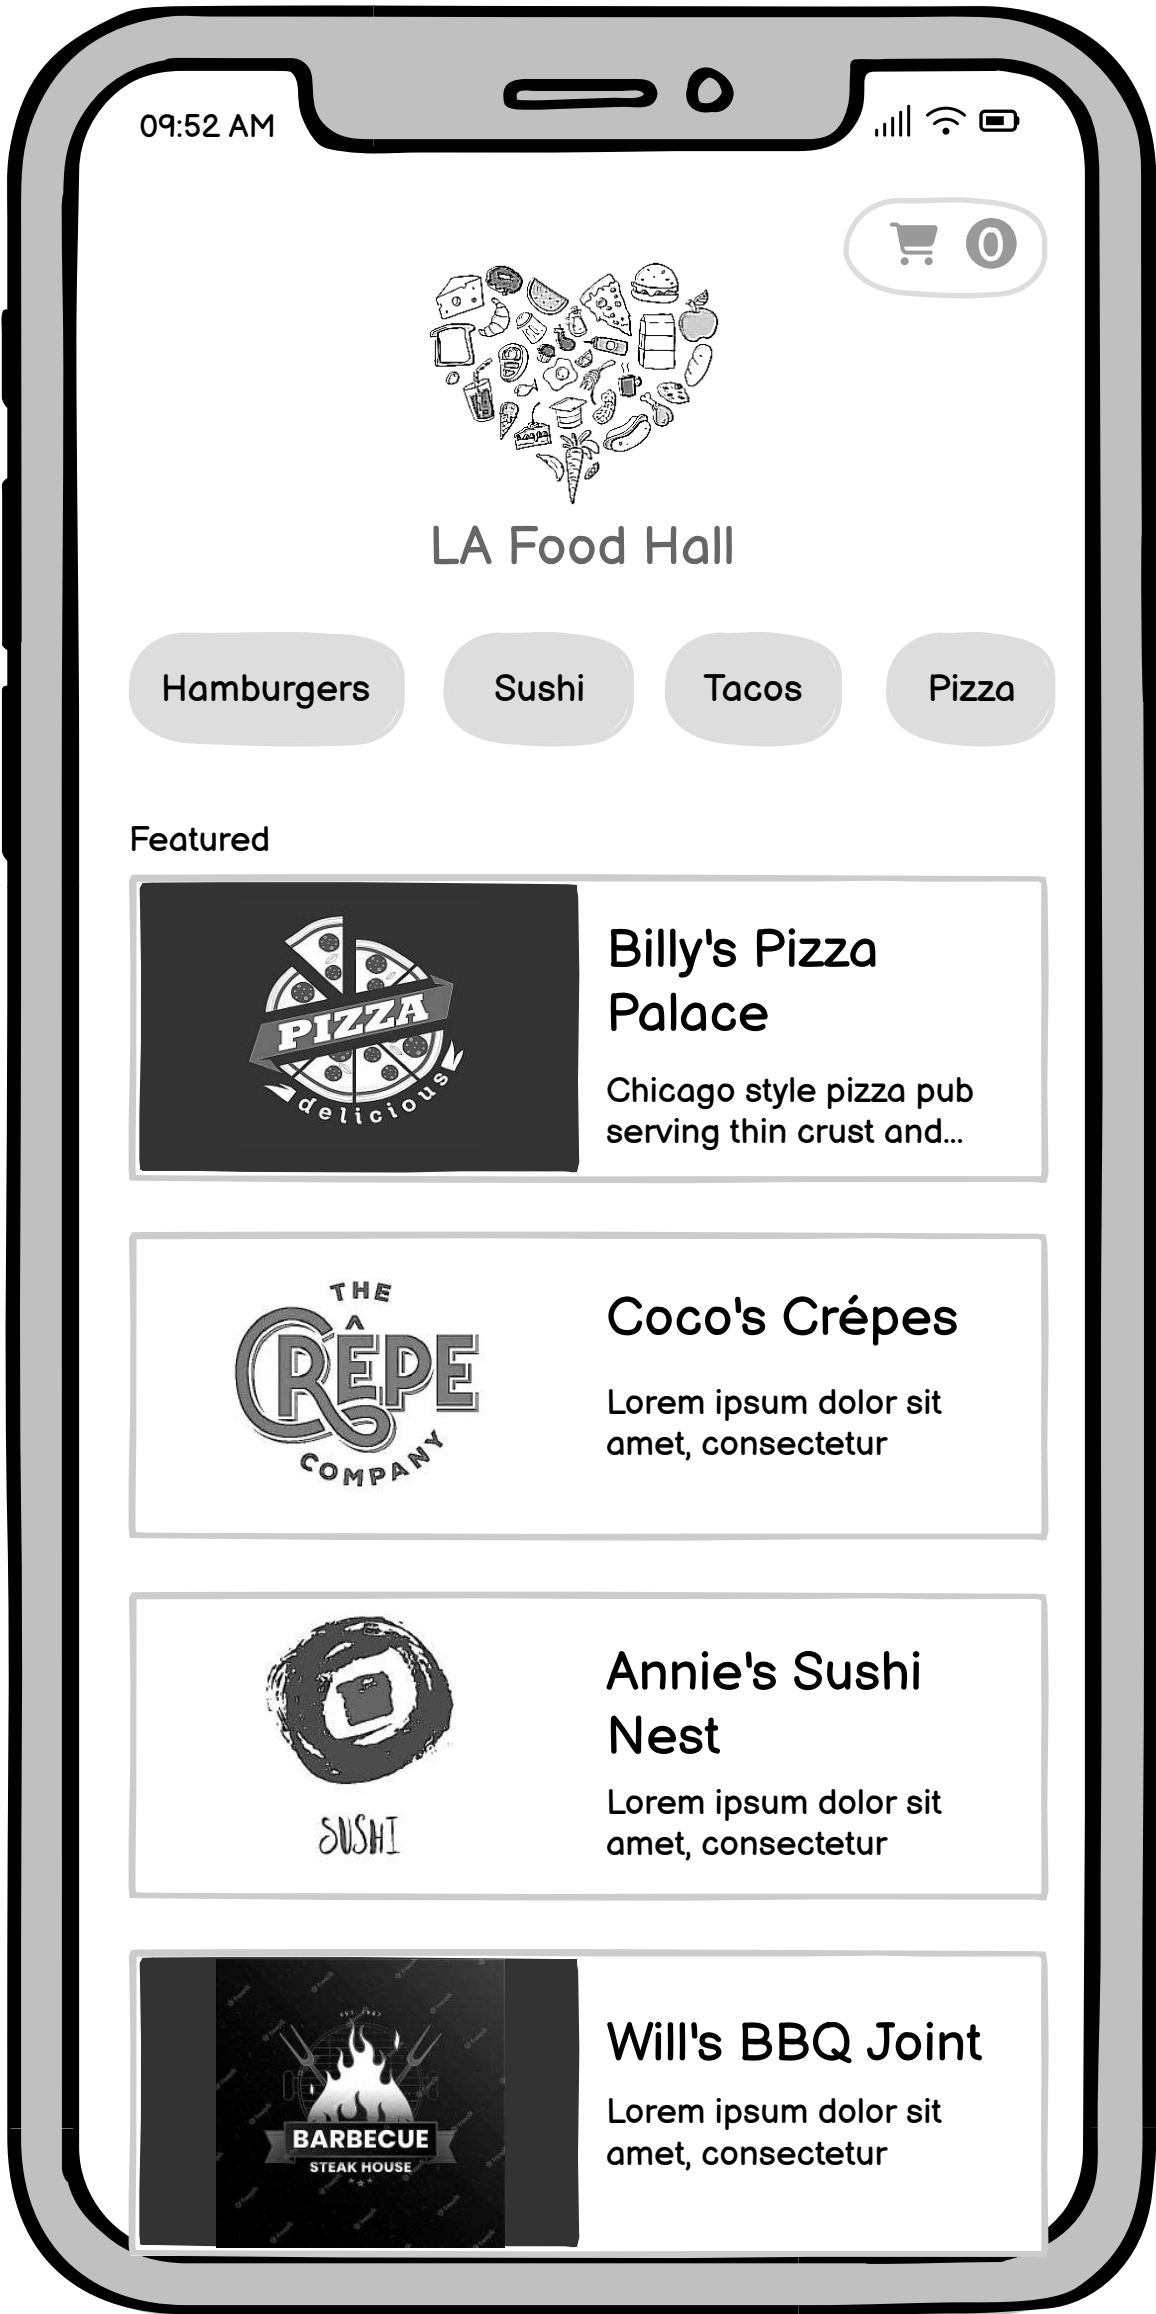 09:52 AM
0
LA Food Hall
Hamburgers
Sushi
Tacos
Pizza
Featured
PIZZA
delicious
Billy's Pizza
Palace
Chicago style pizza pub
serving thin crust and...
THE
CRÊPE
COMPANY
Coco's Crépes
Lorem ipsum dolor sit
amet, consectetur
SUSHI
Annie's Sushi
Nest
Lorem ipsum dolor sit
amet, consectetur
BARBECUE
STEAK HOUSE
Will's BBQ Joint
Lorem ipsum dolor sit
amet, consectetur